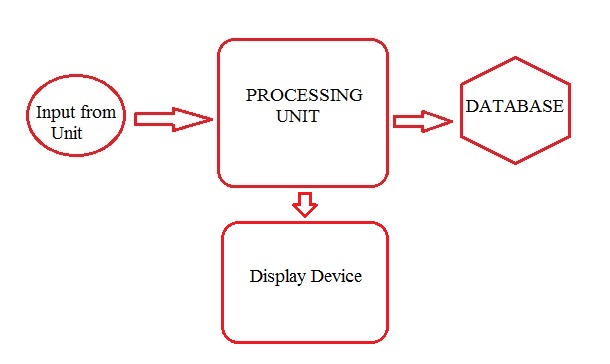 Input from
Unit
PROCESSING
UNIT
DATABASE
Display Device